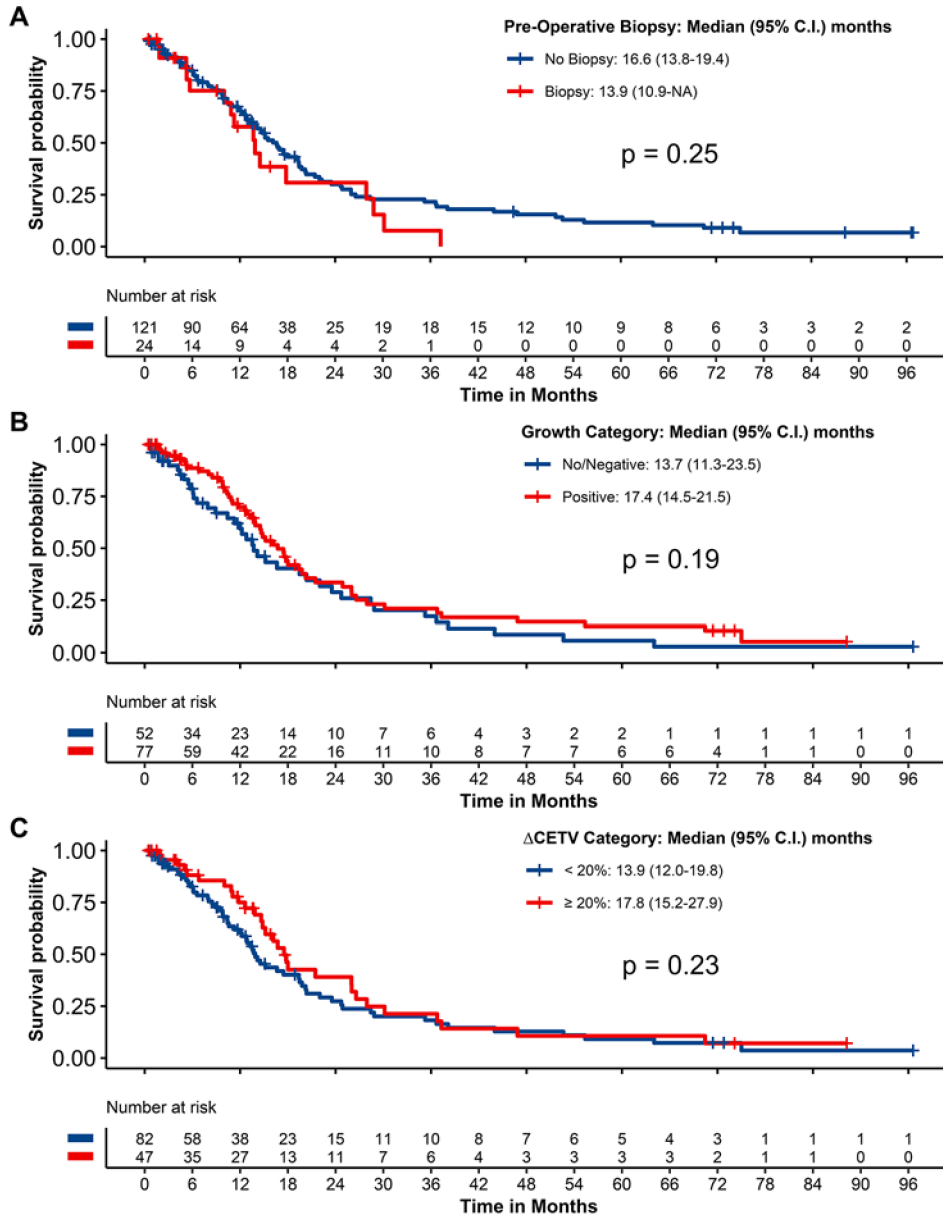 A
Pre-Operative Biopsy: Median (95% C.I.) months
No Biopsy: 16.6 (13.8-19.4)
Biopsy: 13.9 (10.9-NA)
p = 0.25
Survival probability
1.00
0.75
0.50
0.25
0.00
Number at risk
121 90 64 38 25 19 18 15 12 10 9 8 6 3 3 2 2
24 14 9 4 4 2 1 0 0 0 0 0 0 0 0 0 0
0 6 12 18 24 30 36 42 48 54 60 66 72 78 84 90 96
Time in Months
B
Growth Category: Median (95% C.I.) months
No/Negative: 13.7 (11.3-23.5)
Positive: 17.4 (14.5-21.5)
p = 0.19
Survival probability
1.00
0.75
0.50
0.25
0.00
Number at risk
52 34 23 14 10 7 6 4 3 2 2 1 1 1 1 1 1
77 59 42 22 16 11 10 8 7 7 6 6 4 1 1 0 0
0 6 12 18 24 30 36 42 48 54 60 66 72 78 84 90 96
Time in Months
C
ΔCETV Category: Median (95% C.I.) months
< 20%: 13.9 (12.0-19.8)
≥ 20%: 17.8 (15.2-27.9)
p = 0.23
Survival probability
1.00
0.75
0.50
0.25
0.00
Number at risk
82 58 38 23 15 11 10 8 7 6 5 4 3 1 1 1 1
47 35 27 13 11 7 6 4 3 3 3 3 2 1 1 0 0
0 6 12 18 24 30 36 42 48 54 60 66 72 78 84 90 96
Time in Months